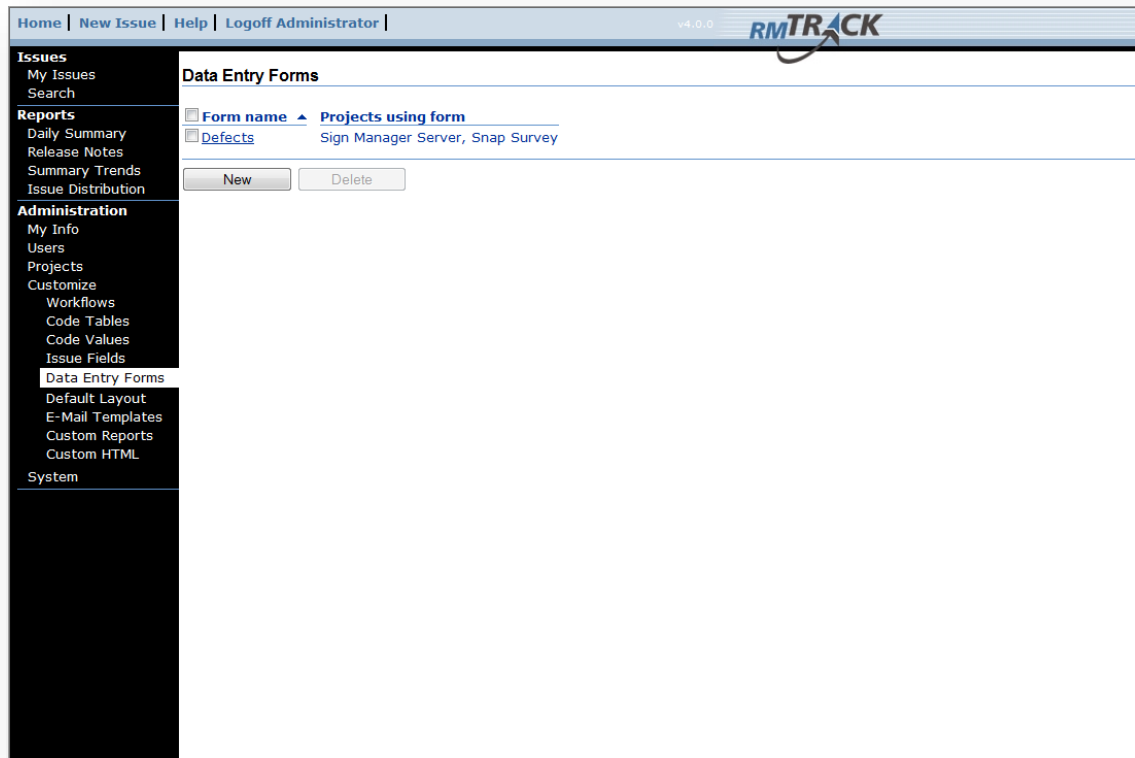 Home | New Issue | Help | Logoff Administrator |
v4.0.0
RMTRACK
Issues
My Issues
Search
Reports
Daily Summary
Release Notes
Summary Trends
Issue Distribution
Administration
My Info
Users
Projects
Customize
Workflows
Code Tables
Code Values
Issue Fields
Data Entry Forms
Default Layout
E-Mail Templates
Custom Reports
Custom HTML
System
Data Entry Forms
Form name Projects using form
Defects Sign Manager Server, Snap Survey
New Delete